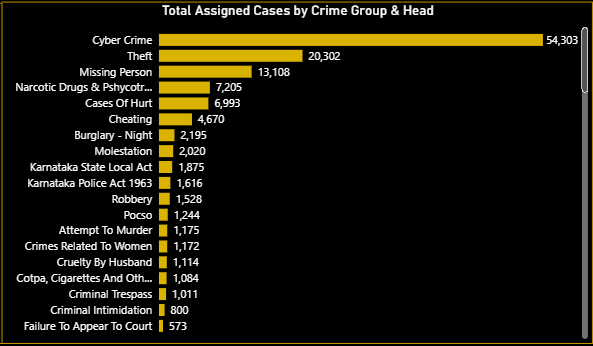 Total Assigned Cases by Crime Group & Head
Cyber Crime 54,303
Theft 20,302
Missing Person 13,108
Narcotic Drugs & Pshycotr... 7,205
Cases Of Hurt 6,993
Cheating 4,670
Burglary - Night 2,195
Molestation 2,020
Karnataka State Local Act 1,875
Karnataka Police Act 1963 1,616
Robbery 1,528
Pocso 1,244
Attempt To Murder 1,175
Crimes Related To Women 1,172
Cruelty By Husband 1,114
Cotpa, Cigarettes And Oth... 1,084
Criminal Trespass 1,011
Criminal Intimidation 800
Failure To Appear To Court 573